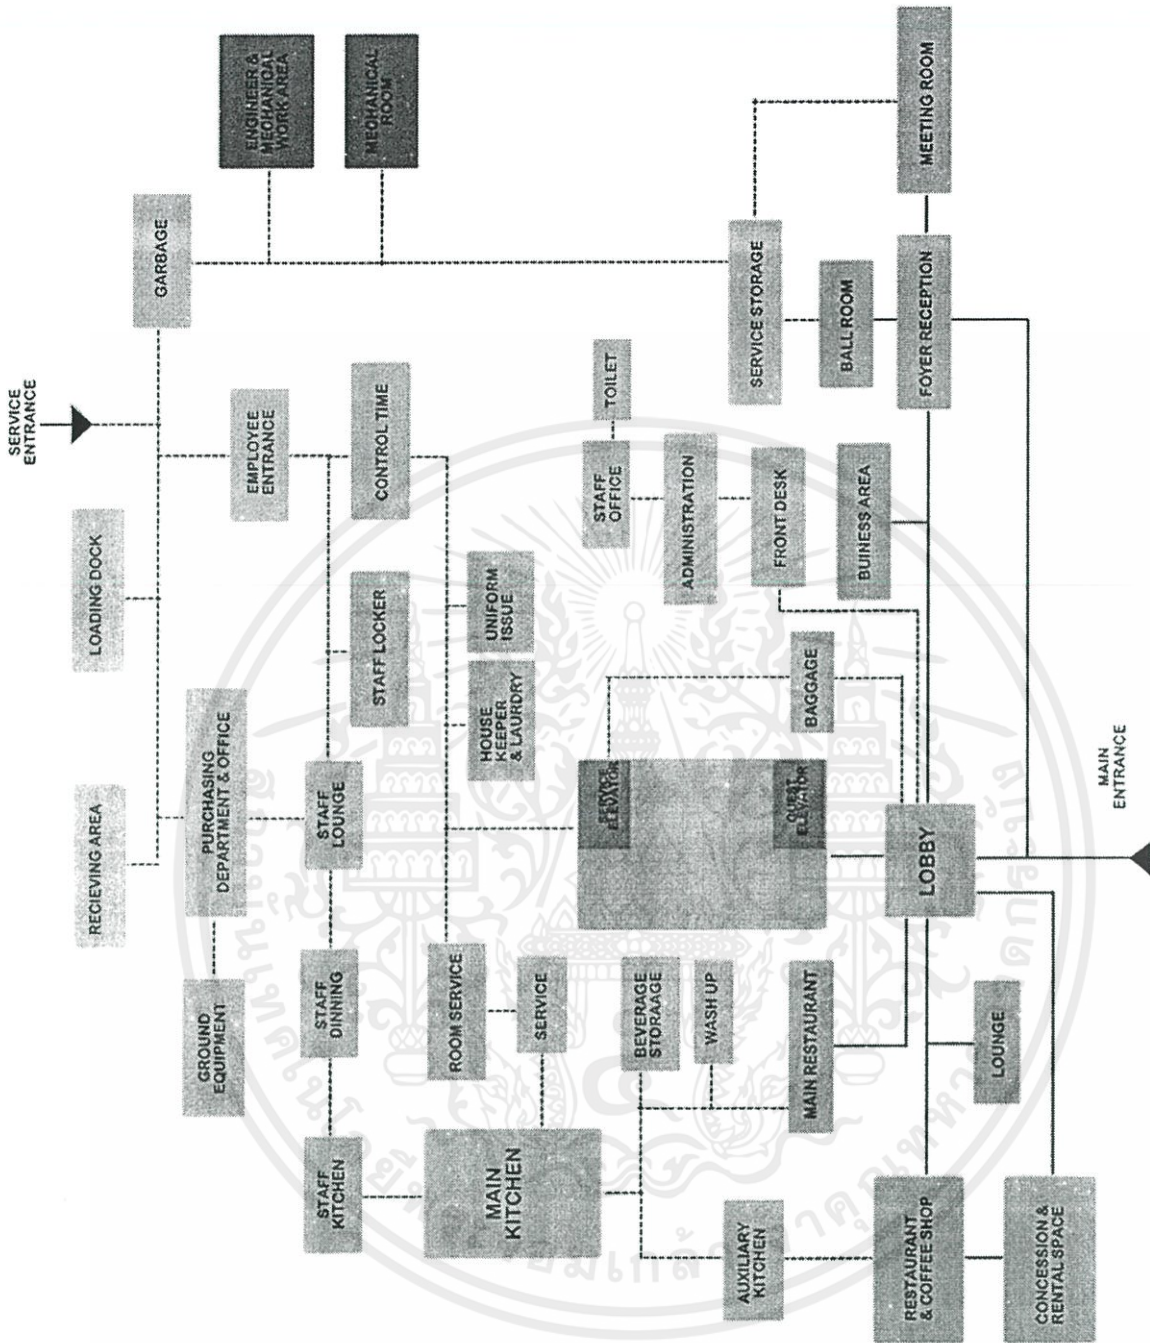 SERVICE
ENTRANCE
RECIEVING AREA
LOADING DOCK
GARBAGE
GROUND
EQUIPMENT
PURCHASING
DEPARTMENT & OFFICE
EMPLOYEE
ENTRANCE
ENGINEER &
MECHANICAL
WORK AREA
STAFF
KITCHEN
STAFF
DINNING
STAFF
LOUNGE
STAFF LOCKER
CONTROL TIME
MECHANICAL
ROOM
MAIN
KITCHEN
ROOM SERVICE
SERVICE
HOUSE
KEEPER
& LAURDRY
UNIFORM
ISSUE
SERVICE
ELEVATOR
STAFF
OFFICE
TOILET
BEVERAGE
STORAAGE
WASH UP
ADMINISTRATION
AUXILIARY
KITCHEN
MAIN RESTAURANT
GUEST
ELEVATOR
BAGGAGE
FRONT DESK
SERVICE STORAGE
BUINESS AREA
BALL ROOM
RESTAURANT
& COFFEE SHOP
LOBBY
FOYER RECEPTION
MEETING ROOM
LOUNGE
CONCESSION &
RENTAL SPACE
MAIN
ENTRANCE